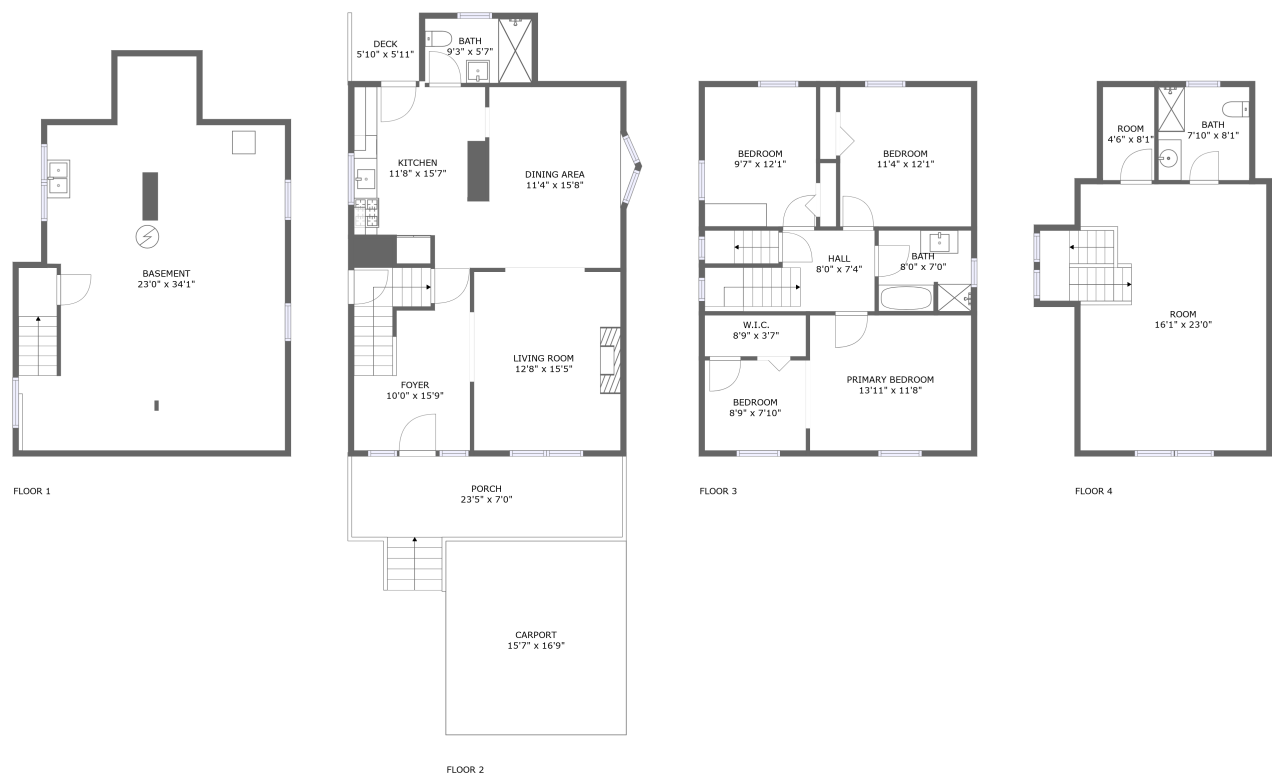 BASEMENT
23'0" x 34'1"
FLOOR 1
DECK
5'10" x 5'11"
BATH
9'3" x 5'7"
KITCHEN
11'8" x 15'7"
DINING AREA
11'4" x 15'8"
LIVING ROOM
12'8" x 15'5"
FOYER
10'0" x 15'9"
PORCH
23'5" x 7'0"
CARPORT
15'7" x 16'9"
FLOOR 2
BEDROOM
9'7" x 12'1"
BEDROOM
11'4" x 12'1"
HALL
8'0" x 7'4"
BATH
8'0" x 7'0"
W.I.C.
8'9" x 3'7"
PRIMARY BEDROOM
13'11" x 11'8"
BEDROOM
8'9" x 7'10"
FLOOR 3
ROOM
4'6" x 8'1"
BATH
7'10" x 8'1"
ROOM
16'1" x 23'0"
FLOOR 4